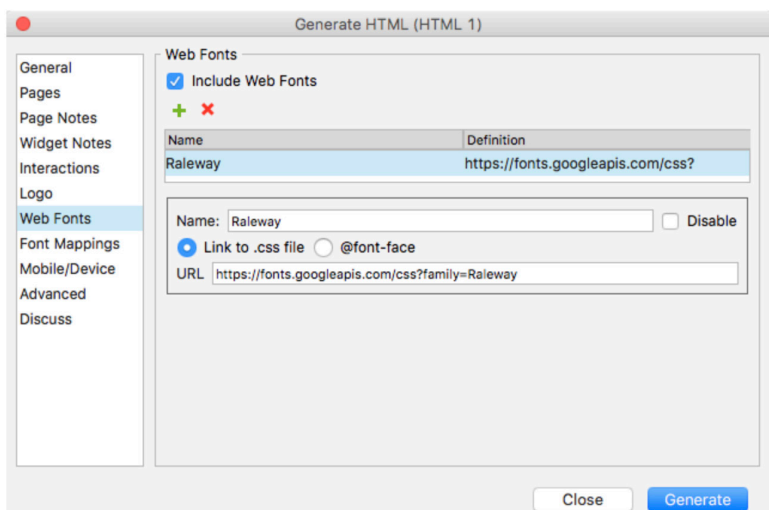 Generate HTML (HTML 1)
General
Pages
Page Notes
Widget Notes
Interactions
Logo
Web Fonts
Font Mappings
Mobile/Device
Advanced
Discuss
Web Fonts
Include Web Fonts
Name Definition
Raleway https://fonts.googleapis.com/css?
Name: Raleway Disable
Link to .css file @font-face
URL https://fonts.googleapis.com/css?family=Raleway
Close Generate